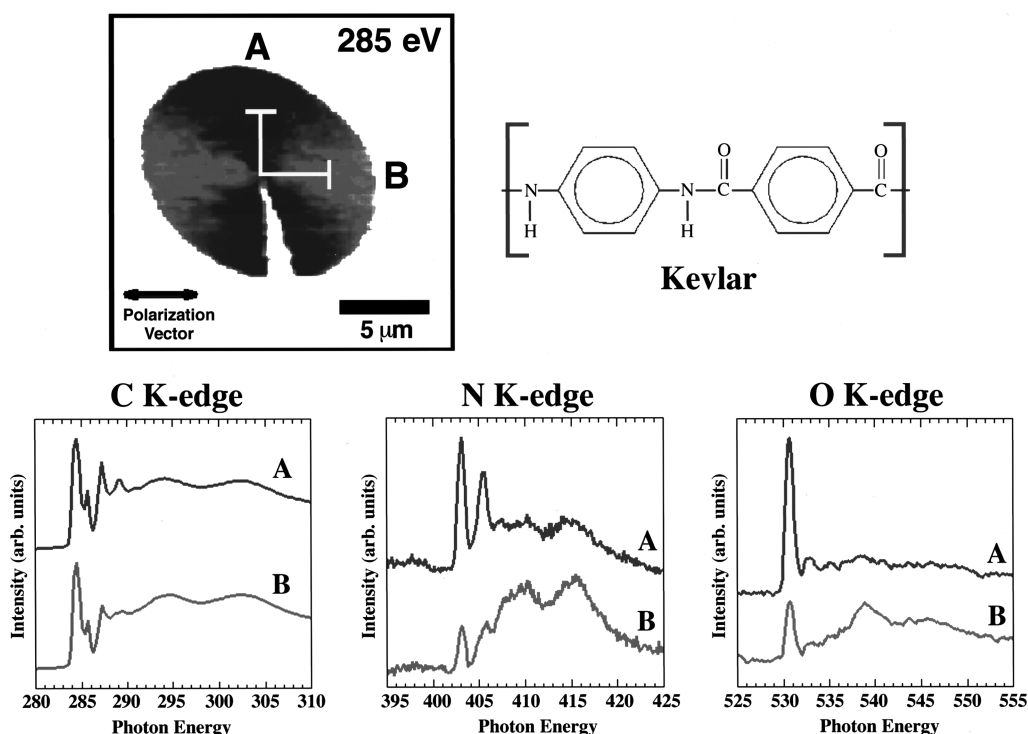 285 eV
A
B
Polarization
Vector
5 µm
O
O
N
N
C
C
H
H
Kevlar
C K-edge
N K-edge
O K-edge
Intensity (arb. units)
A
B
280 285 290 295 300 305 310
Photon Energy
Intensity (arb. units)
A
B
395 400 405 410 415 420 425
Photon Energy
Intensity (arb. units)
A
B
525 530 535 540 545 550 555
Photon Energy